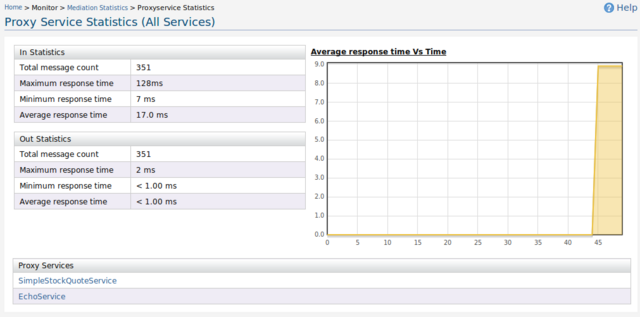 Home > Monitor > Mediation Statistics > Proxyservice Statistics
? Help
Proxy Service Statistics (All Services)
In Statistics
Total message count 351
Maximum response time 128ms
Minimum response time 7 ms
Average response time 17.0 ms
Out Statistics
Total message count 351
Maximum response time 2 ms
Minimum response time < 1.00 ms
Average response time < 1.00 ms
Average response time Vs Time
9.0
8.0
7.0
6.0
5.0
4.0
3.0
2.0
1.0
0.0
0 5 10 15 20 25 30 35 40 45
Proxy Services
SimpleStockQuoteService
EchoService